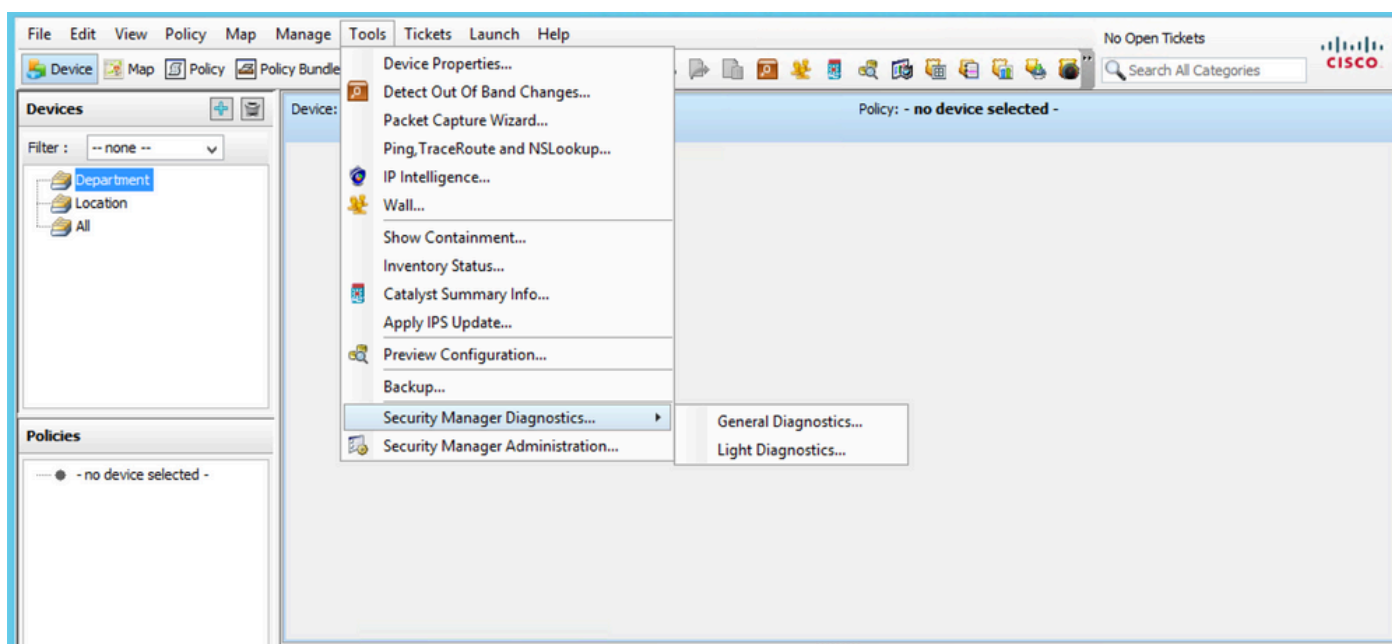 File Edit View Policy Map Manage Tools Tickets Launch Help
No Open Tickets
CISCO
Device Map Policy Policy Bundle
Search All Categories
Device Properties...
Detect Out Of Band Changes...
Packet Capture Wizard...
Ping,TraceRoute and NSLookup...
IP Intelligence...
Wall...
Show Containment...
Inventory Status...
Catalyst Summary Info...
Apply IPS Update...
Preview Configuration...
Backup...
Security Manager Diagnostics...
Security Manager Administration...
General Diagnostics...
Light Diagnostics...
Devices
Filter : -- none --
Department
Location
All
Device:
Policy: - no device selected -
Policies
- no device selected -